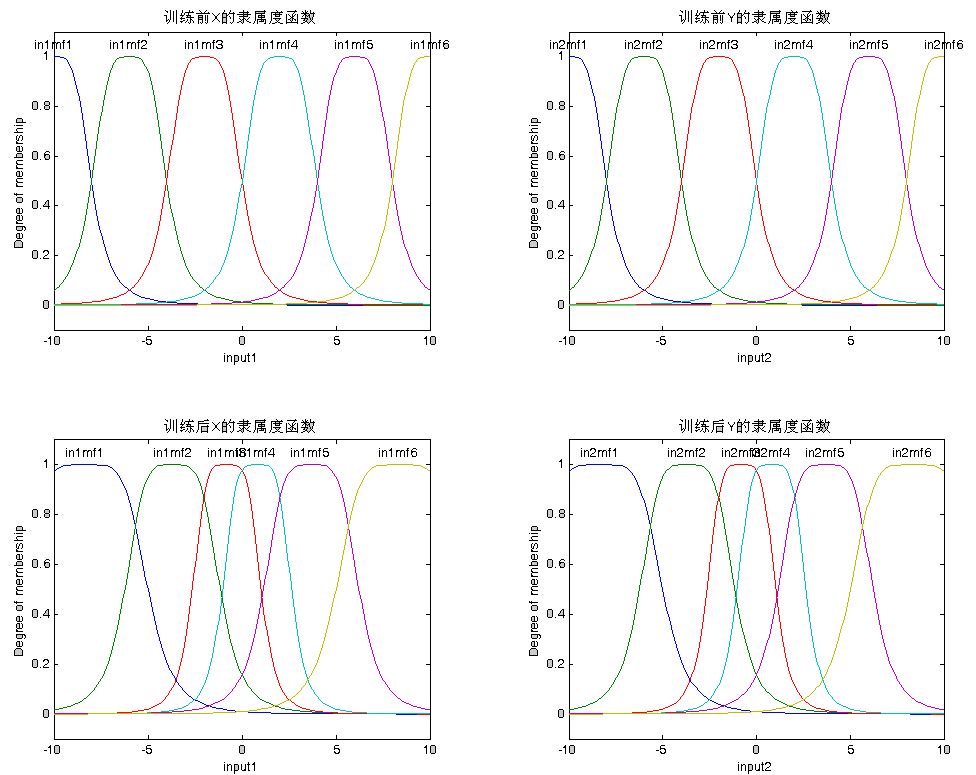 训练前X的隶属度函数
in1mf1 in1mf2 in1mf3 in1mf4 in1mf5 in1mf6
1
0.8
0.6
0.4
0.2
0
Degree of membership
-10 -5 0 5 10
input1
训练前Y的隶属度函数
in2mf1 in2mf2 in2mf3 in2mf4 in2mf5 in2mf6
1
0.8
0.6
0.4
0.2
0
Degree of membership
-10 -5 0 5 10
input2
训练后X的隶属度函数
in1mf1 in1mf2 in1mf3 in1mf4 in1mf5 in1mf6
1
0.8
0.6
0.4
0.2
0
Degree of membership
-10 -5 0 5 10
input1
训练后Y的隶属度函数
in2mf1 in2mf2 in2mf3 in2mf4 in2mf5 in2mf6
1
0.8
0.6
0.4
0.2
0
Degree of membership
-10 -5 0 5 10
input2